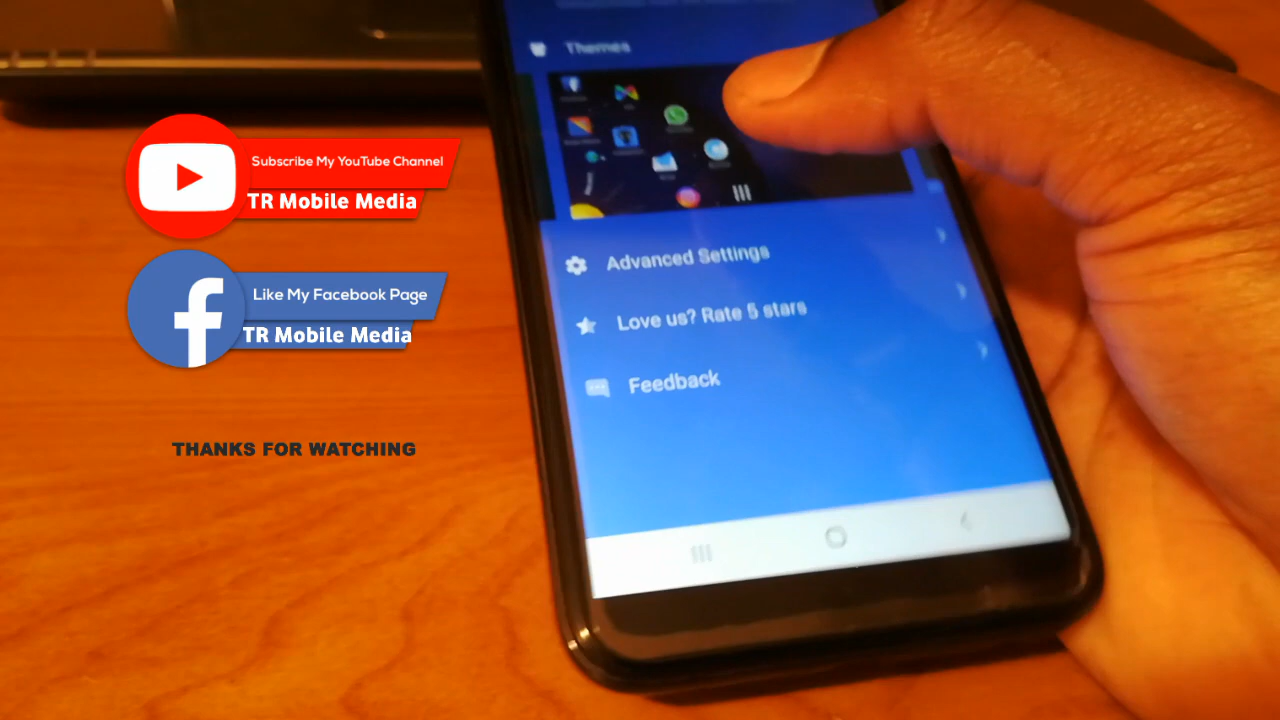 Themes
Subscribe My YouTube Channel
TR Mobile Media
Advanced Settings
Like My Facebook Page
TR Mobile Media
Love us? Rate 5 stars
Feedback
THANKS FOR WATCHING